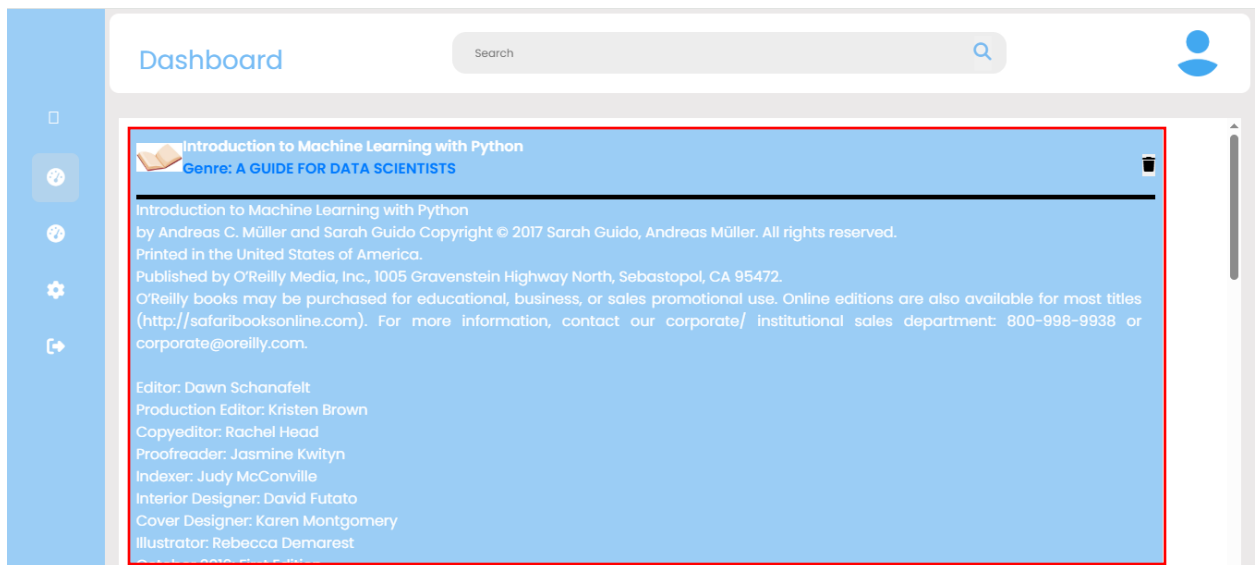 Dashboard
Search
Introduction to Machine Learning with Python
Genre: A GUIDE FOR DATA SCIENTISTS
Introduction to Machine Learning with Python
by Andreas C. Müller and Sarah Guido Copyright © 2017 Sarah Guido, Andreas Müller. All rights reserved.
Printed in the United States of America.
Published by O'Reilly Media, Inc., 1005 Gravenstein Highway North, Sebastopol, CA 95472.
O'Reilly books may be purchased for educational, business, or sales promotional use. Online editions are also available for most titles
(http://safaribooksonline.com). For more information, contact our corporate/ institutional sales department: 800-998-9938 or
corporate@oreilly.com.
Editor: Dawn Schanafelt
Production Editor: Kristen Brown
Copyeditor: Rachel Head
Proofreader: Jasmine Kwityn
Indexer: Judy McConville
Interior Designer: David Futato
Cover Designer: Karen Montgomery
Illustrator: Rebecca Demarest